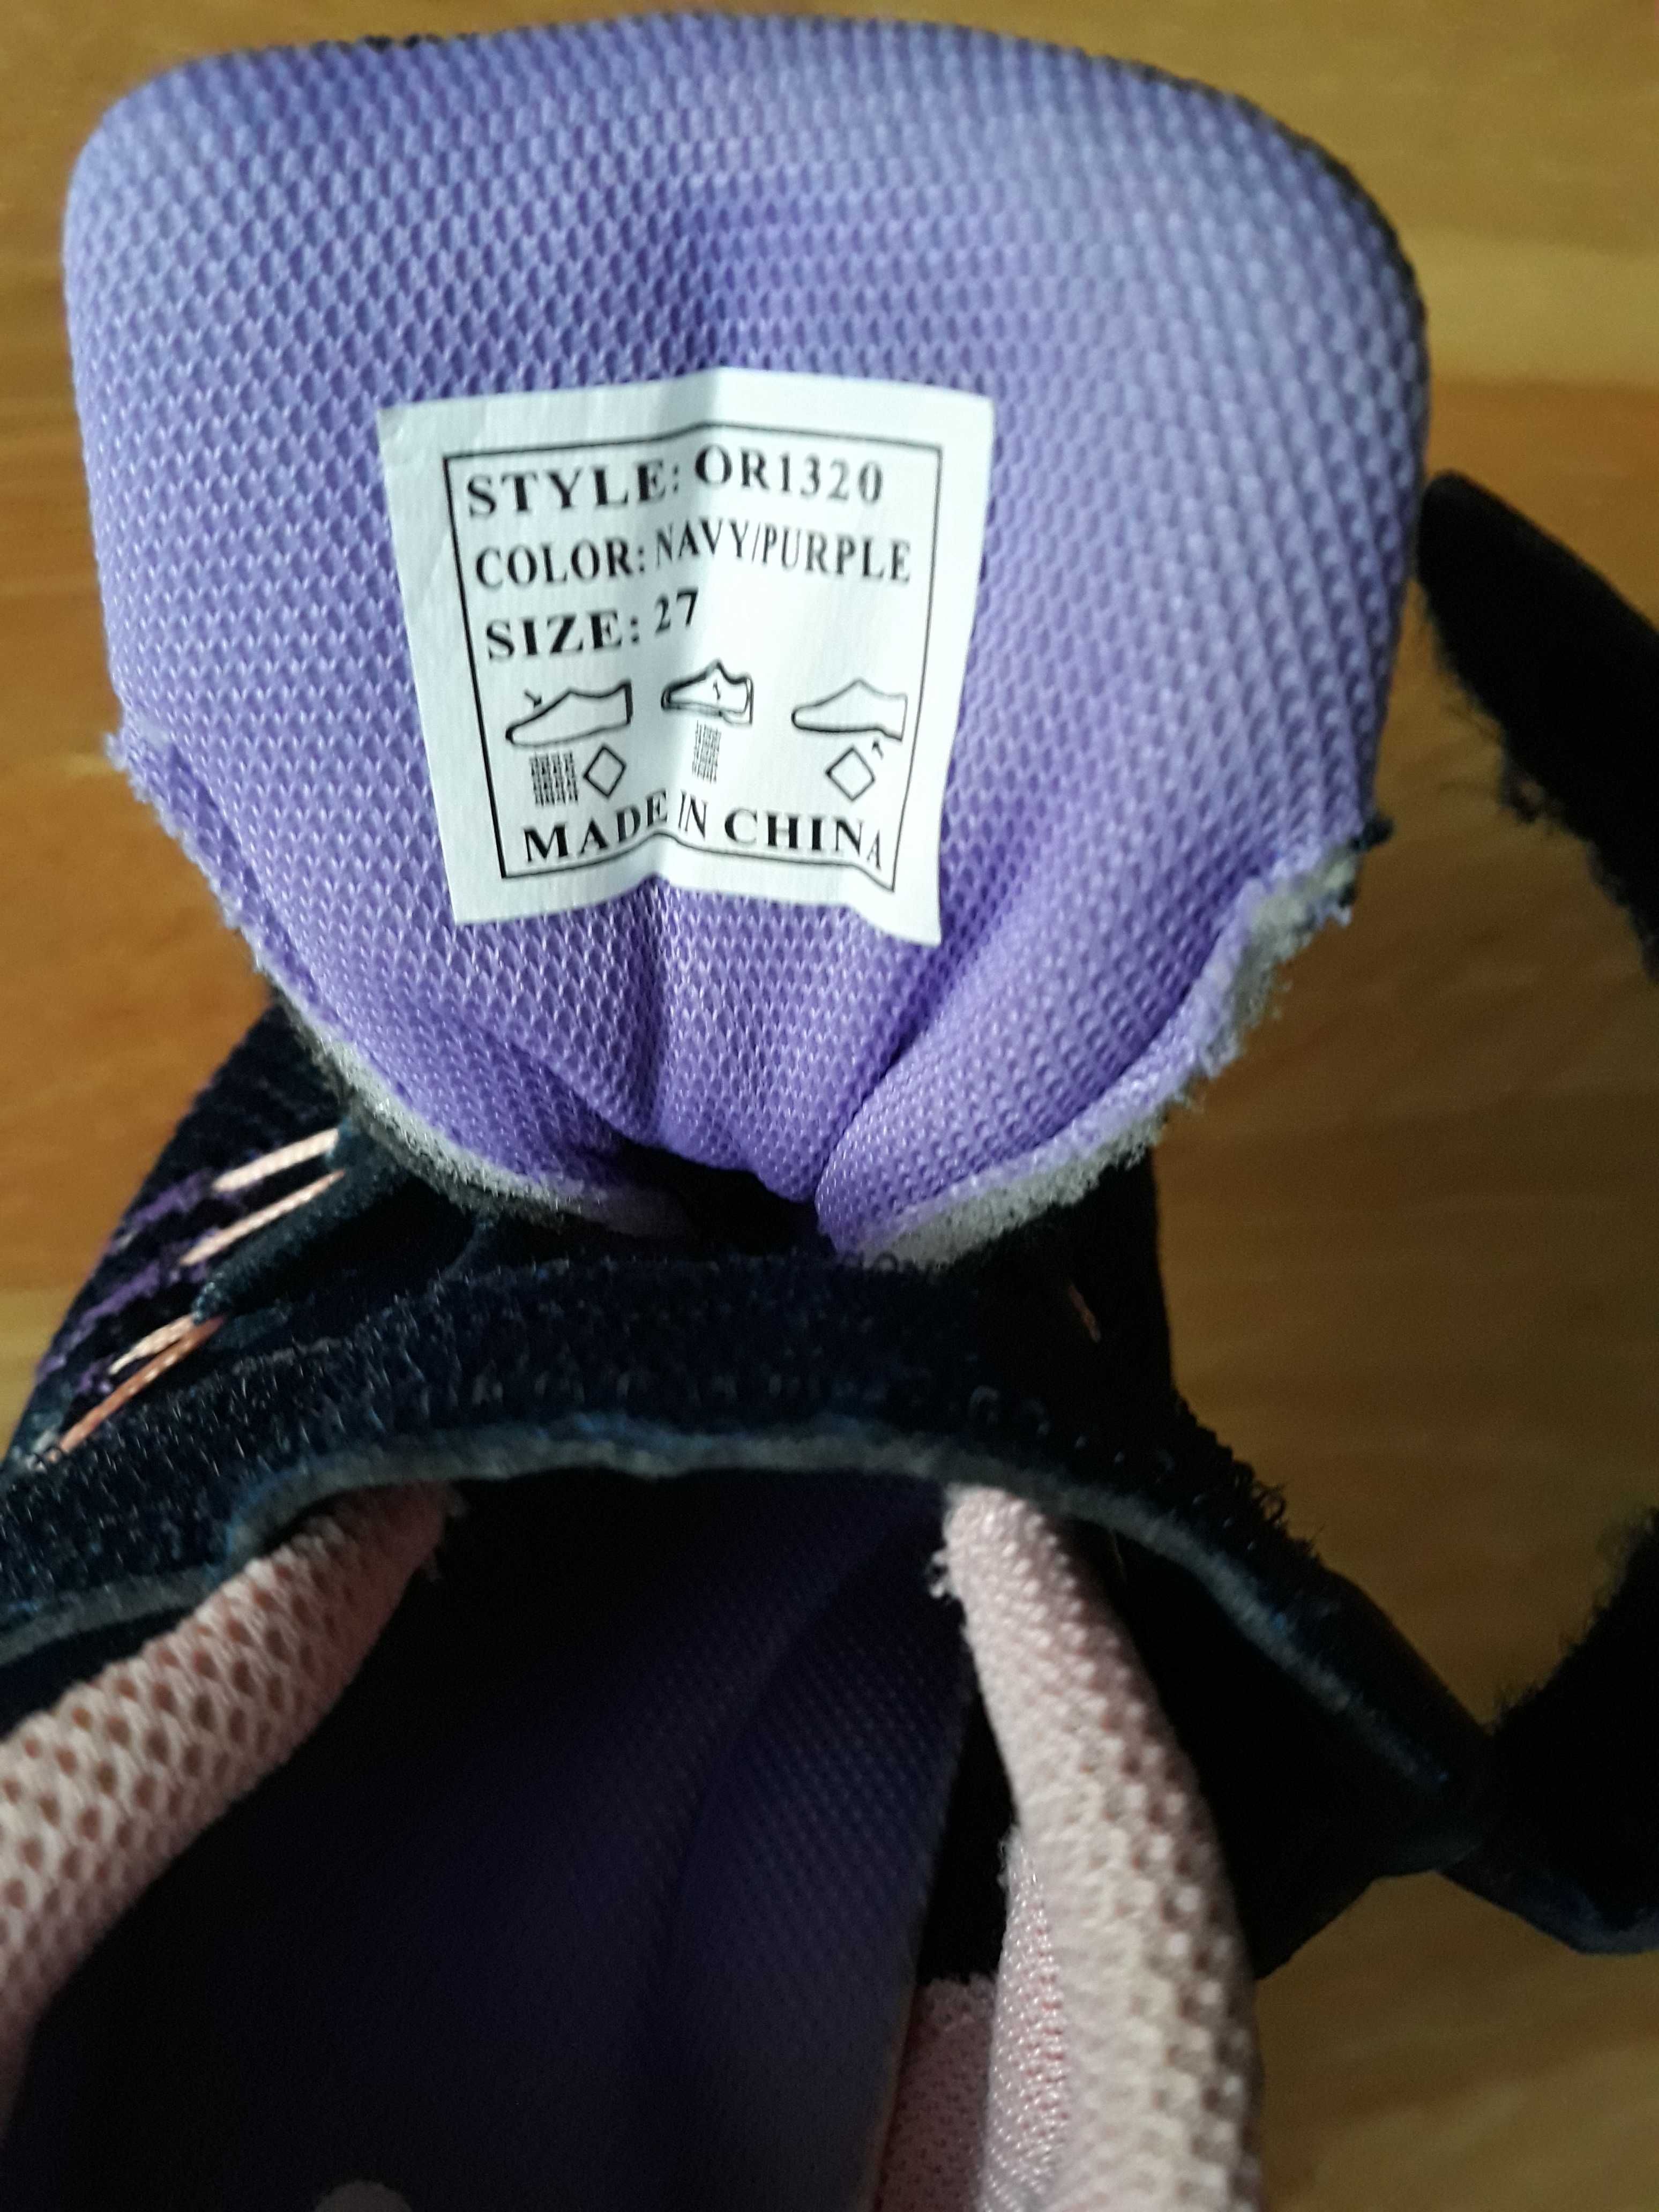 STYLE: OR1320
COLOR: NAVY/PURPLE
SIZE: 27
MADE IN CHINA